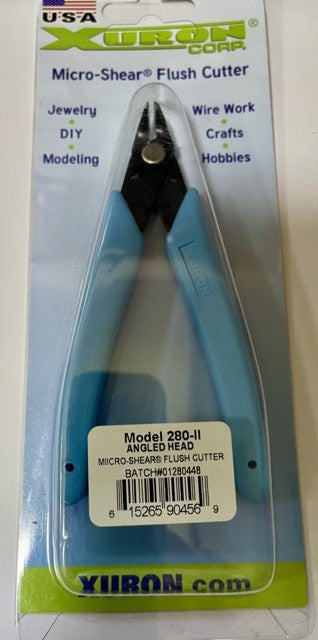 U·S·A
XURON®
CORP.
Micro-Shear® Flush Cutter
Jewelry
DIY
Modeling
Wire Work
Crafts
Hobbies
XURON
Model 280-II
ANGLED HEAD
MIICRO-SHEAR® FLUSH CUTTER
BATCH#01280448
6 15265 90456 9
XURON.com